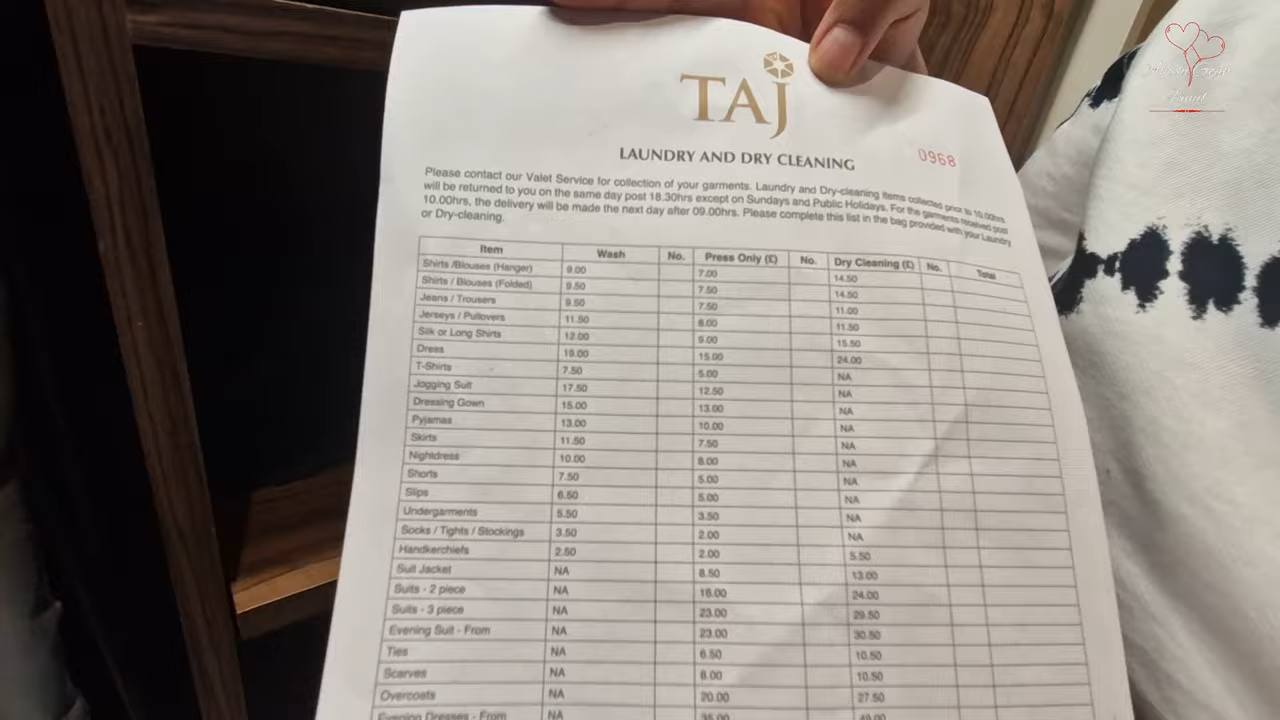 TAJ
LAUNDRY AND DRY CLEANING
0968
Please contact our Valet Service for collection of your garments. Laundry and Dry-cleaning items collected prior to 10.00hrs
will be returned to you on the same day post 18.30hrs except on Sundays and Public Holidays. For the garments received post
10.00hrs, the delivery will be made the next day after 09.00hrs. Please complete this list in the bag provided with your Laundry
or Dry-cleaning.
Item Wash No. Press Only (£) No. Dry Cleaning (£) No. Total
Shirts /Blouses (Hanger) 9.00 7.00 14.50
Shirts / Blouses (Folded) 9.50 7.50 14.50
Jeans / Trousers 9.50 7.50 11.00
Jerseys / Pullovers 11.50 8.00 11.50
Silk or Long Shirts 12.00 9.00 15.50
Dress 19.00 15.00 24.00
T-Shirts 7.50 5.00 NA
Jogging Suit 17.50 12.50 NA
Dressing Gown 15.00 13.00 NA
Pyjamas 13.00 10.00 NA
Skirts 11.50 7.50 NA
Nightdress 10.00 8.00 NA
Shorts 7.50 5.00 NA
Slips 6.50 5.00 NA
Undergarments 5.50 3.50 NA
Socks / Tights / Stockings 3.50 2.00 NA
Handkerchiefs 2.50 2.00 5.50
Suit Jacket NA 8.50 13.00
Suits - 2 piece NA 16.00 24.00
Suits - 3 piece NA 23.00 29.50
Evening Suit - From NA 23.00 30.50
Ties NA 6.50 10.50
Scarves NA 10.50
Overcoats NA 20.00 27.50
Evening Dresses - From NA 35.00 49.00